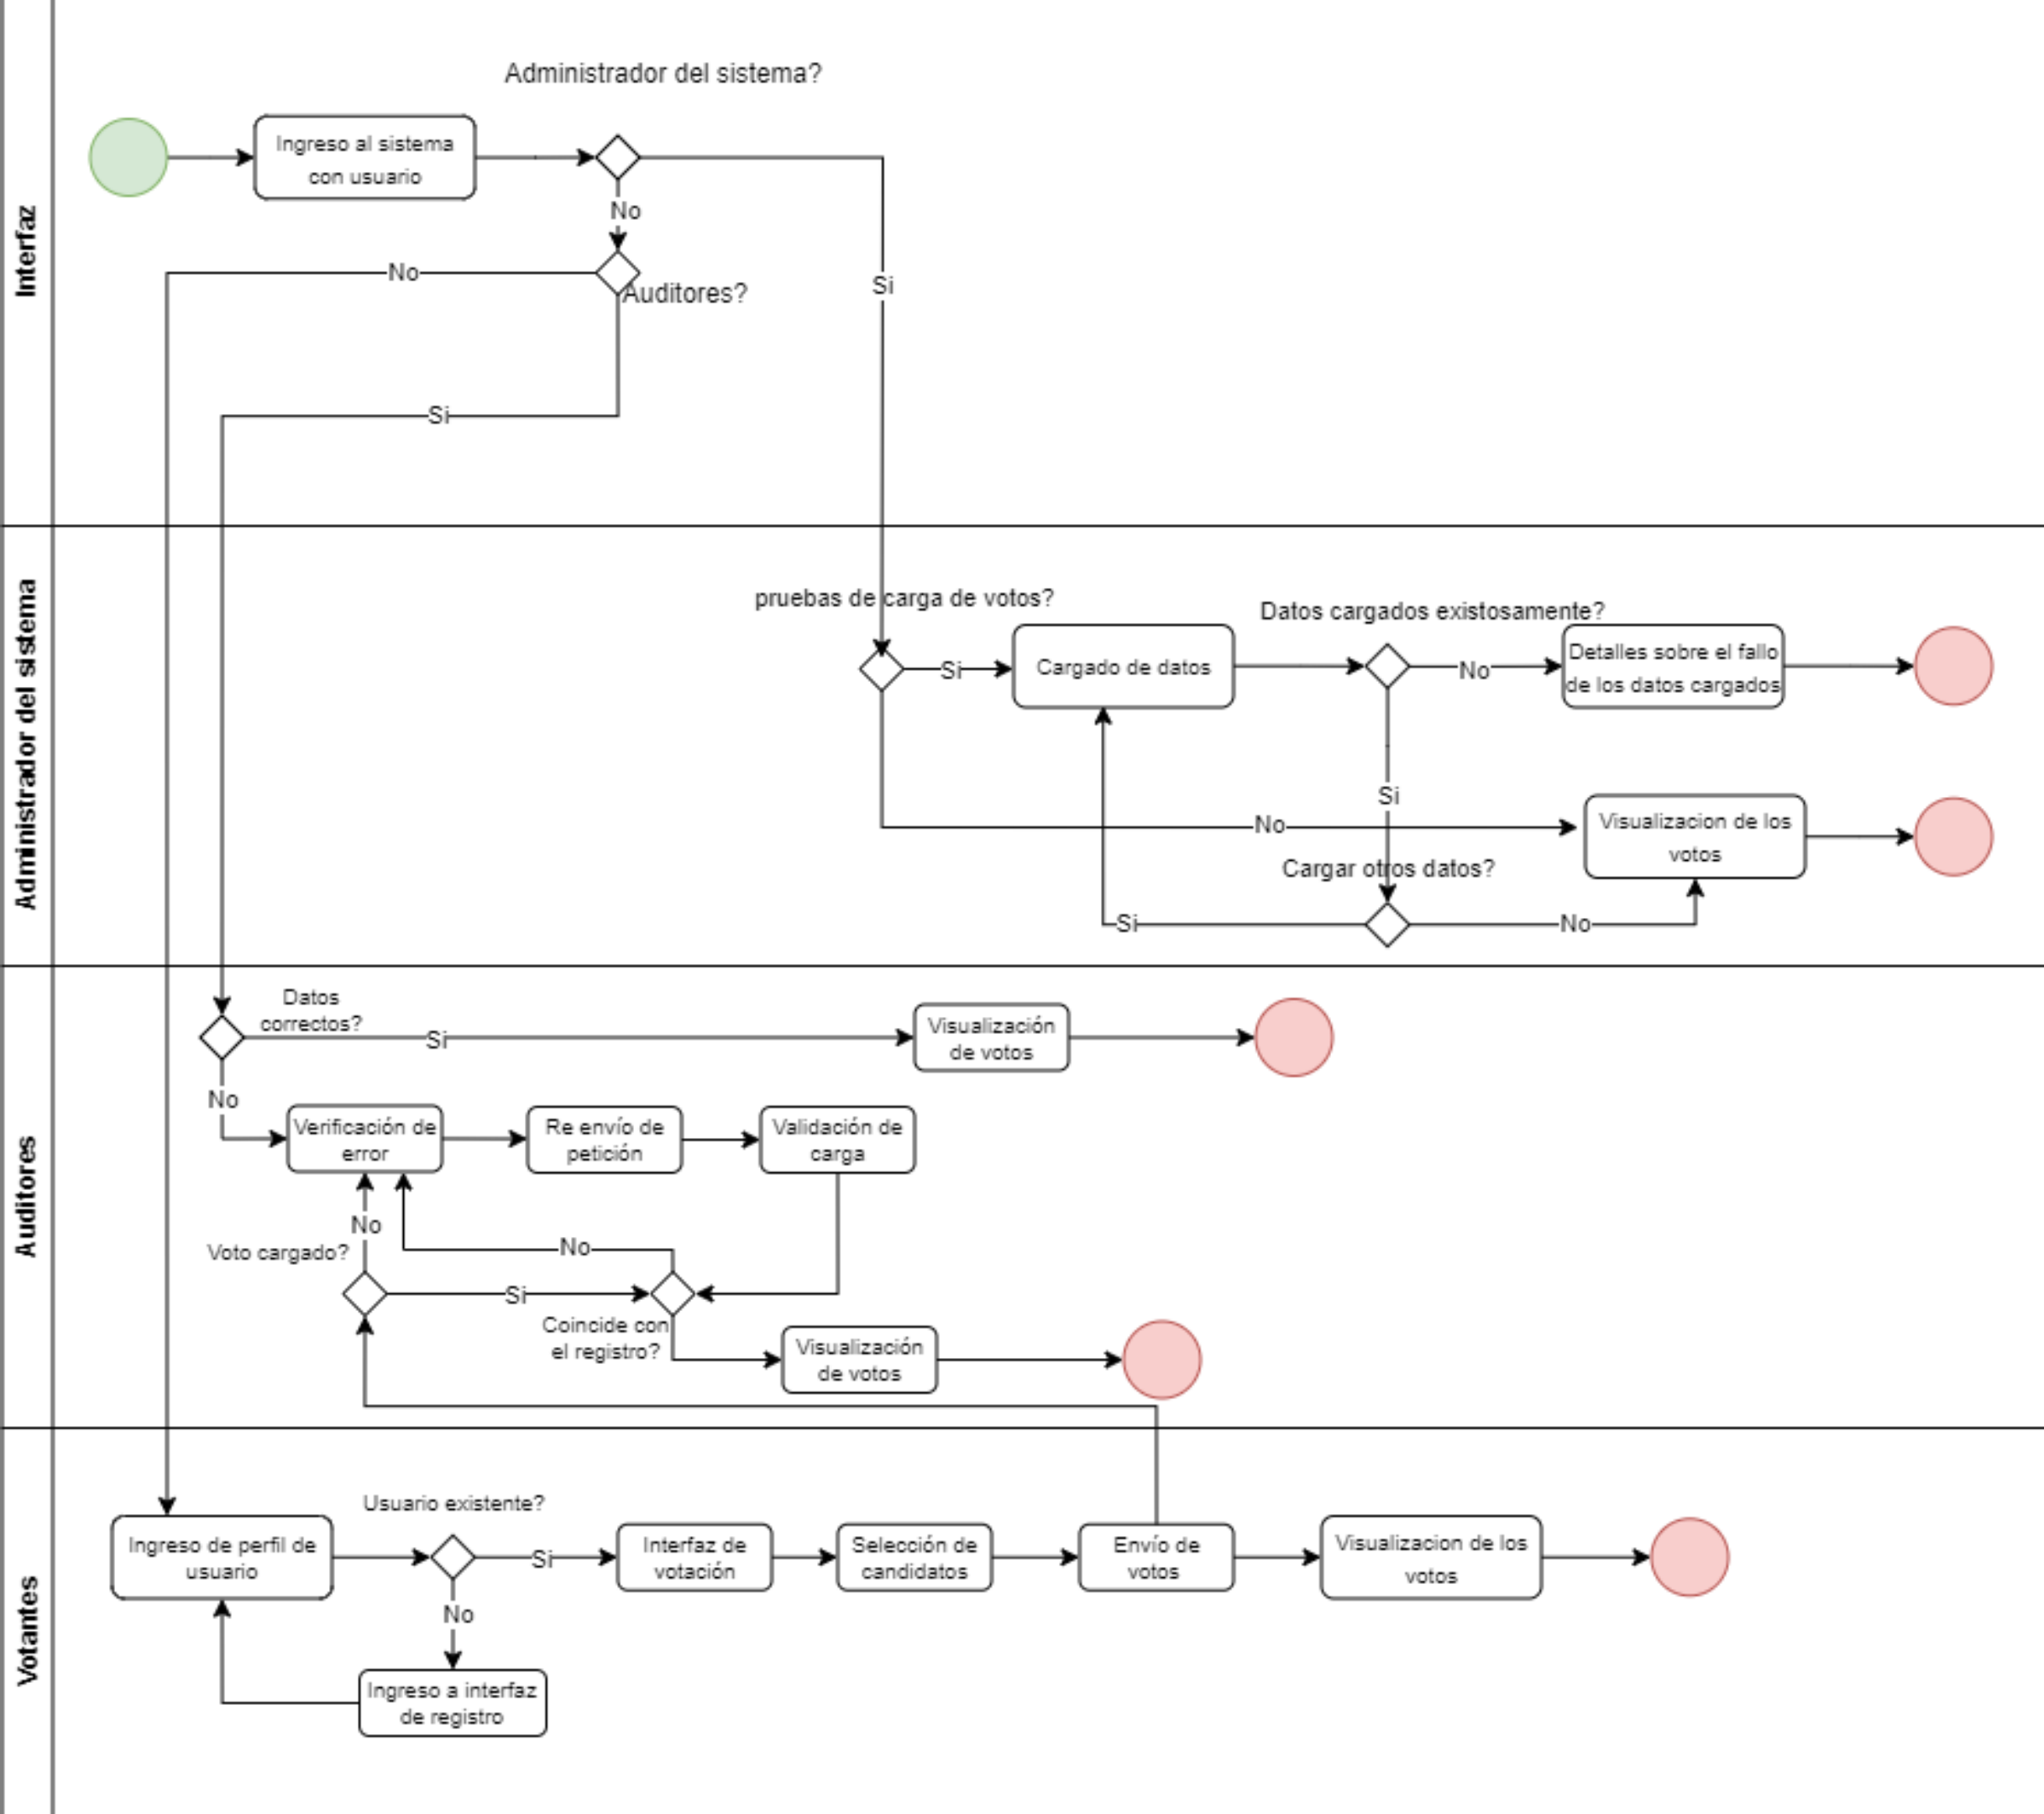 Interfaz
Administrador del sistema?
Ingreso al sistema
con usuario
No
No
Auditores?
Si
Si
Administrador del sistema
pruebas de carga de votos?
Datos cargados existosamente?
Si
Cargado de datos
No
Detalles sobre el fallo
de los datos cargados
Si
No
Visualizacion de los
votos
Cargar otros datos?
Si
No
Auditores
Datos
correctos?
Si
Visualización
de votos
No
Verificación de
error
Re envío de
petición
Validación de
carga
No
Voto cargado?
No
Si
Coincide con
el registro?
Visualización
de votos
Votantes
Usuario existente?
Ingreso de perfil de
usuario
Si
Interfaz de
votación
Selección de
candidatos
Envío de
votos
Visualizacion de los
votos
No
Ingreso a interfaz
de registro